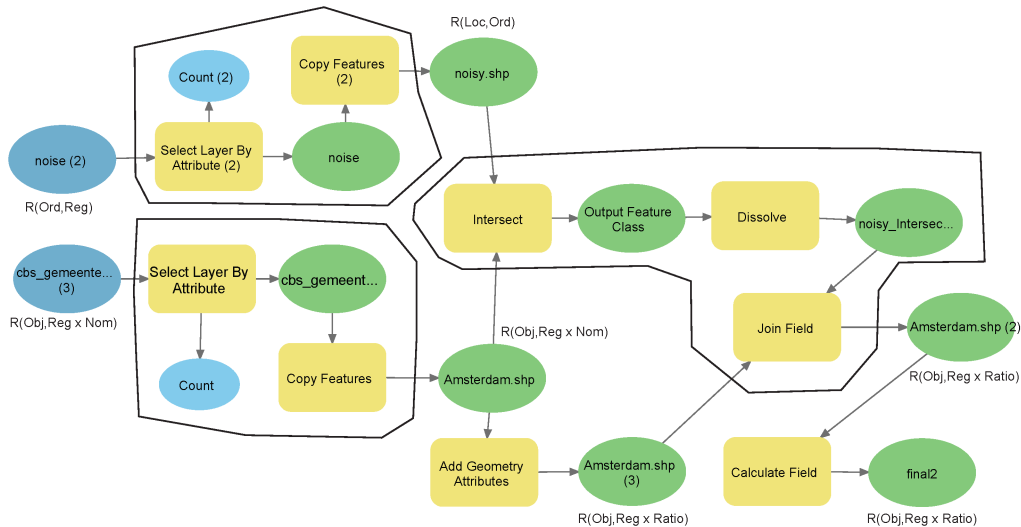 R(Loc,Ord)
Count (2)
Copy Features
(2)
noisy.shp
noise (2)
Select Layer By
Attribute (2)
noise
R(Ord,Reg)
Intersect
Output Feature
Class
Dissolve
noisy_Intersec...
cbs_gemeente...
(3)
Select Layer By
Attribute
cbs_gemeent...
R(Obj,Reg x Nom)
R(Obj,Reg x Nom)
Join Field
Amsterdam.shp (2)
Count
Copy Features
Amsterdam.shp
R(Obj,Reg x Ratio)
Add Geometry
Attributes
Amsterdam.shp
(3)
Calculate Field
final2
R(Obj,Reg x Ratio)
R(Obj,Reg x Ratio)